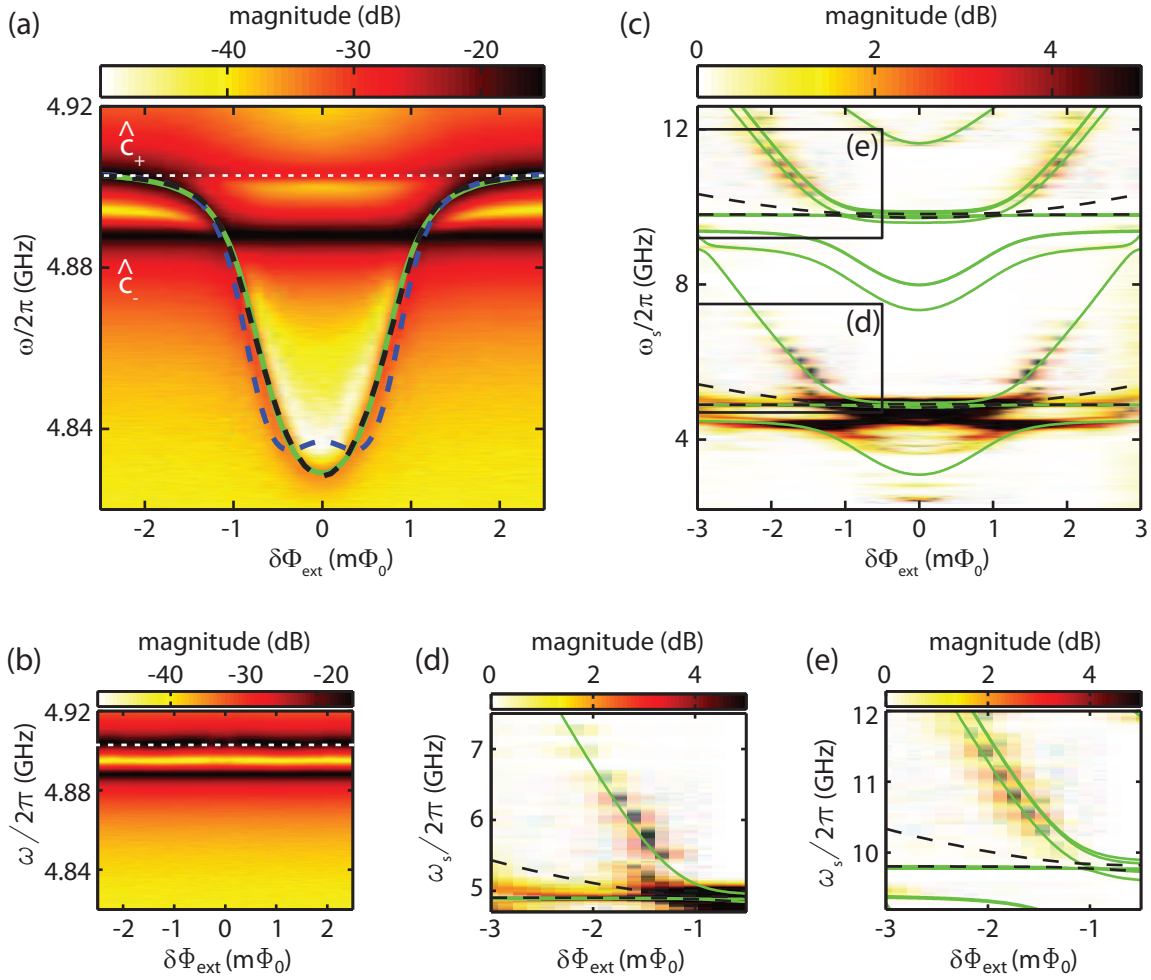 (a)
magnitude (dB)
-40 -30 -20
4.92
4.88
4.84
ω/2π (GHz)
ĉ₊
ĉ₋
-2 -1 0 1 2
δΦext (mΦ0)
(c)
magnitude (dB)
0 2 4
12
8
4
ωs/2π (GHz)
(e)
(d)
-3 -2 -1 0 1 2 3
δΦext (mΦ0)
(b)
magnitude (dB)
-40 -30 -20
4.92
4.88
4.84
ω/2π (GHz)
-2 -1 0 1 2
δΦext (mΦ0)
(d)
magnitude (dB)
0 2 4
7
6
5
ωs/2π (GHz)
-3 -2 -1
δΦext (mΦ0)
(e)
magnitude (dB)
0 2 4
12
11
10
9
ωs/2π (GHz)
-3 -2 -1
δΦext (mΦ0)